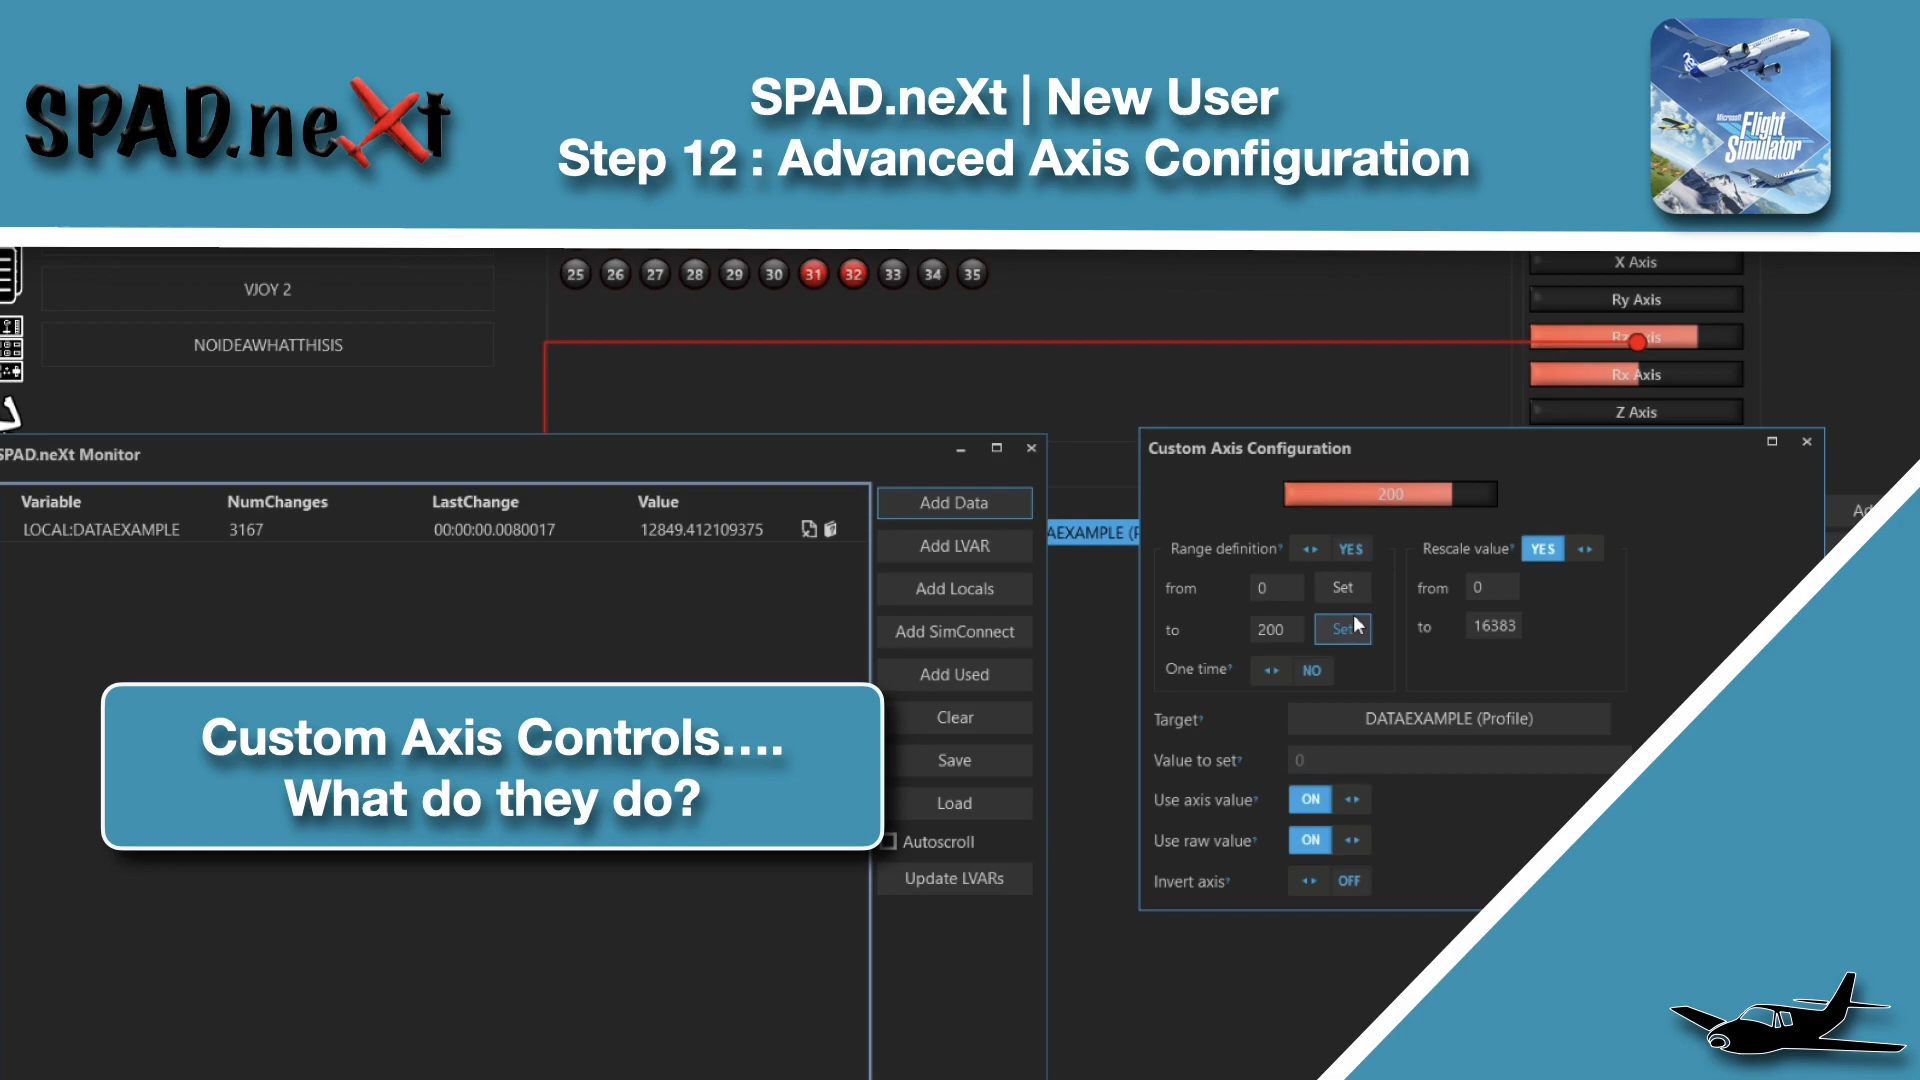 SPAD.neXt
SPAD.neXt | New User
Step 12 : Advanced Axis Configuration
Microsoft
Flight
Simulator
VJOY 2
NOIDEAWHATTHISIS
25 26 27 28 29 30 31 32 33 34 35
X Axis
Ry Axis
Rx Axis
Z Axis
SPAD.neXt Monitor
Variable NumChanges LastChange Value
LOCAL:DATAEXAMPLE 3167 00:00:00.0080017 12849.412109375
Add Data
Add LVAR
Add Locals
Add SimConnect
Add Used
Clear
Save
Load
Autoscroll
Update LVARs
AEXAMPLE (P
Custom Axis Configuration
200
Range definition? YES
from 0 Set
to 200 Set
One time? NO
Rescale value? YES
from 0
to 16383
Target? DATAEXAMPLE (Profile)
Value to set? 0
Use axis value? ON
Use raw value? ON
Invert axis? OFF
Custom Axis Controls....
What do they do?